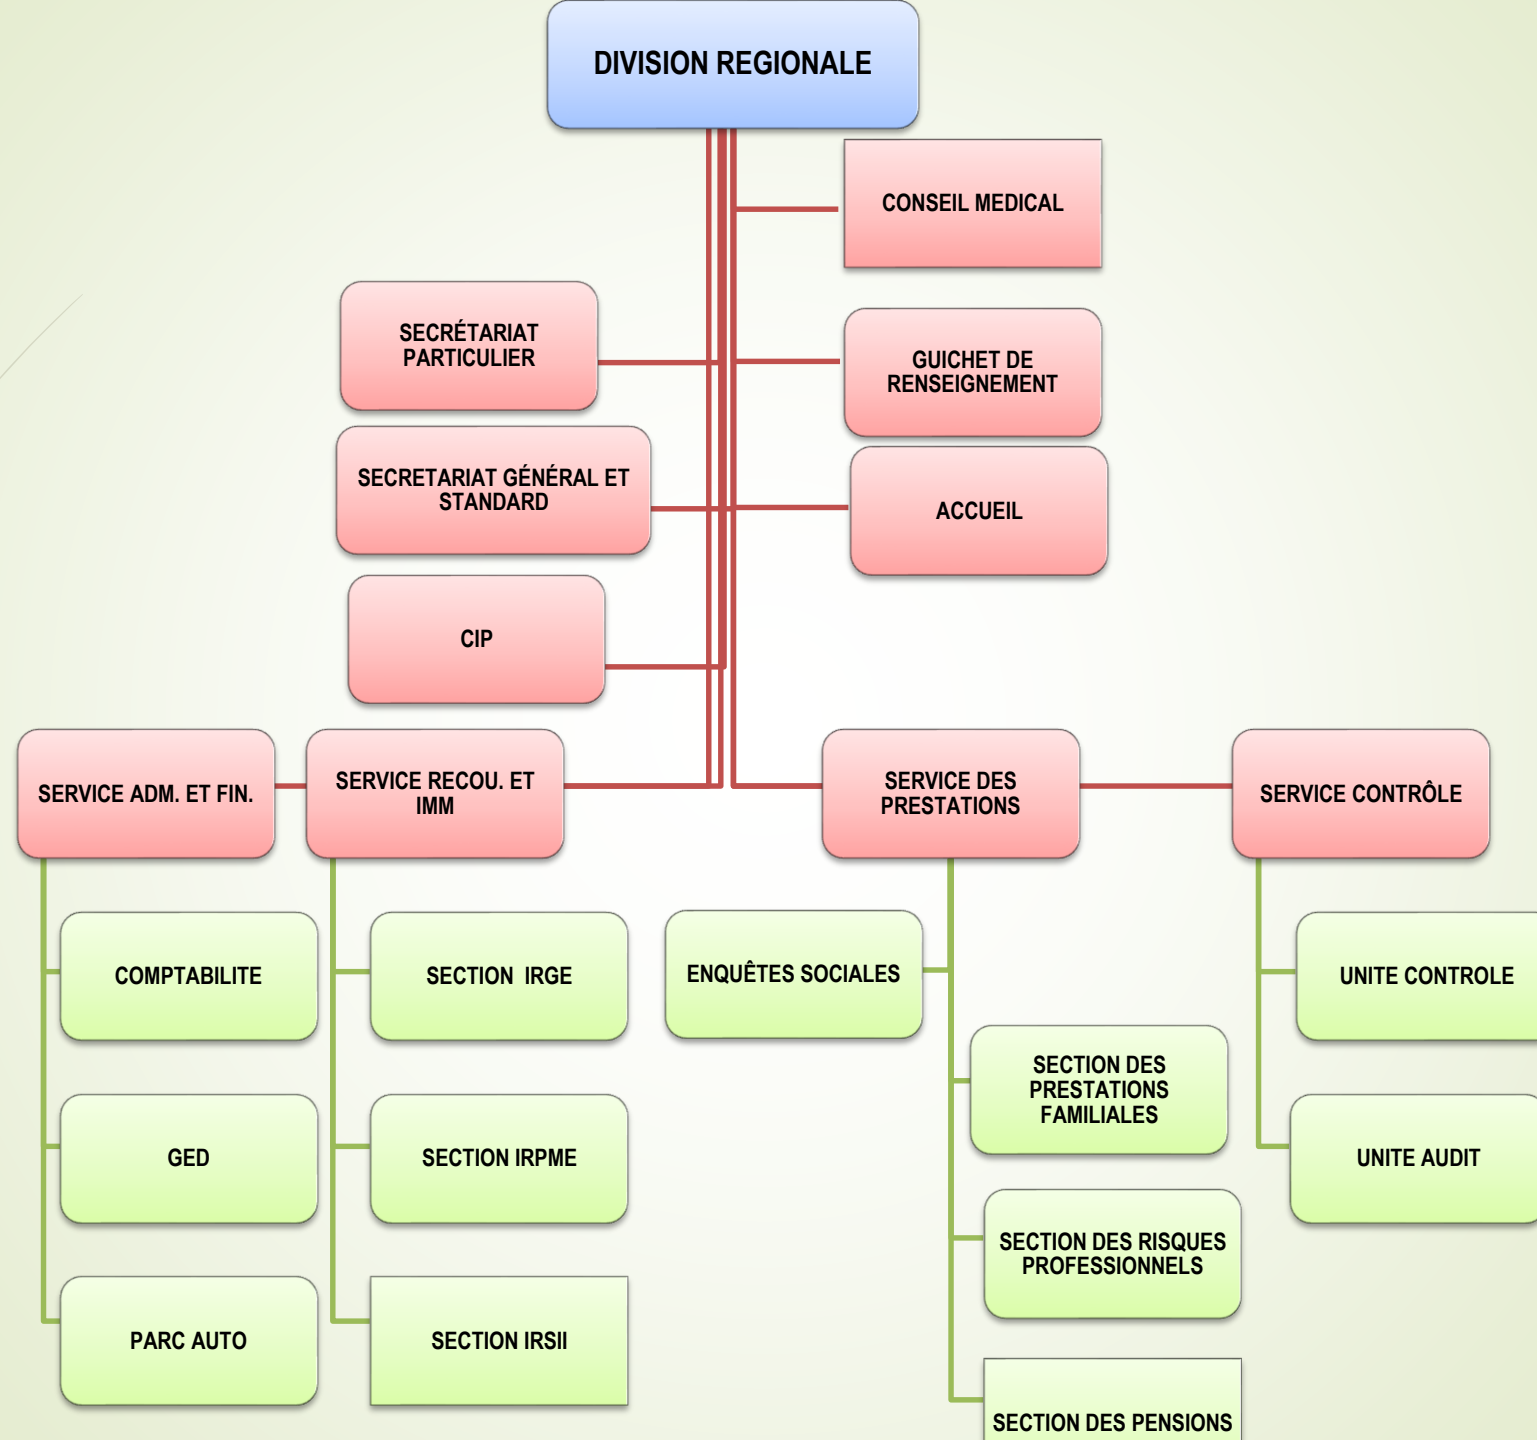 DIVISION REGIONALE
CONSEIL MEDICAL
SECRÉTARIAT
PARTICULIER
GUICHET DE
RENSEIGNEMENT
SECRETARIAT GÉNÉRAL ET
STANDARD
ACCUEIL
CIP
SERVICE ADM. ET FIN.
SERVICE RECOU. ET
IMM
SERVICE DES
PRESTATIONS
SERVICE CONTRÔLE
COMPTABILITE
SECTION  IRGE
ENQUÊTES SOCIALES
UNITE CONTROLE
SECTION DES
PRESTATIONS
FAMILIALES
GED
SECTION IRPME
UNITE AUDIT
SECTION DES RISQUES
PROFESSIONNELS
PARC AUTO
SECTION IRSII
SECTION DES PENSIONS